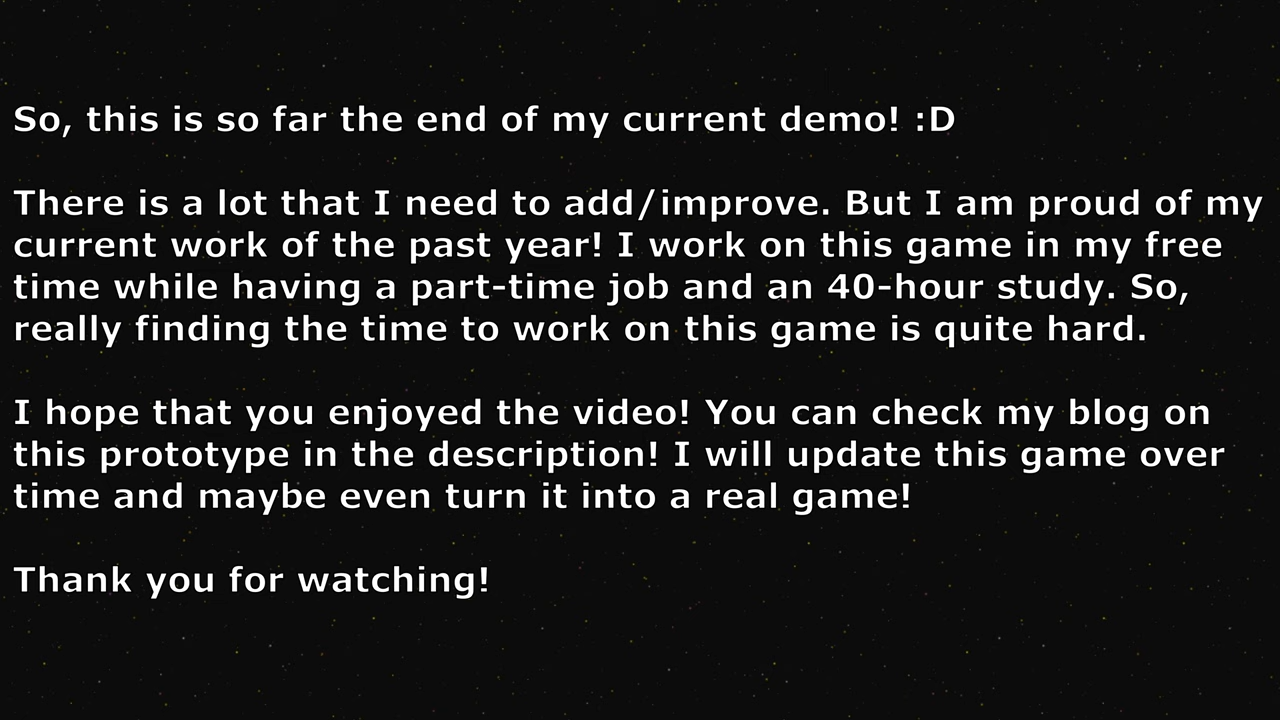 So, this is so far the end of my current demo! :D
There is a lot that I need to add/improve. But I am proud of my
current work of the past year! I work on this game in my free
time while having a part-time job and an 40-hour study. So,
really finding the time to work on this game is quite hard.
I hope that you enjoyed the video! You can check my blog on
this prototype in the description! I will update this game over
time and maybe even turn it into a real game!
Thank you for watching!